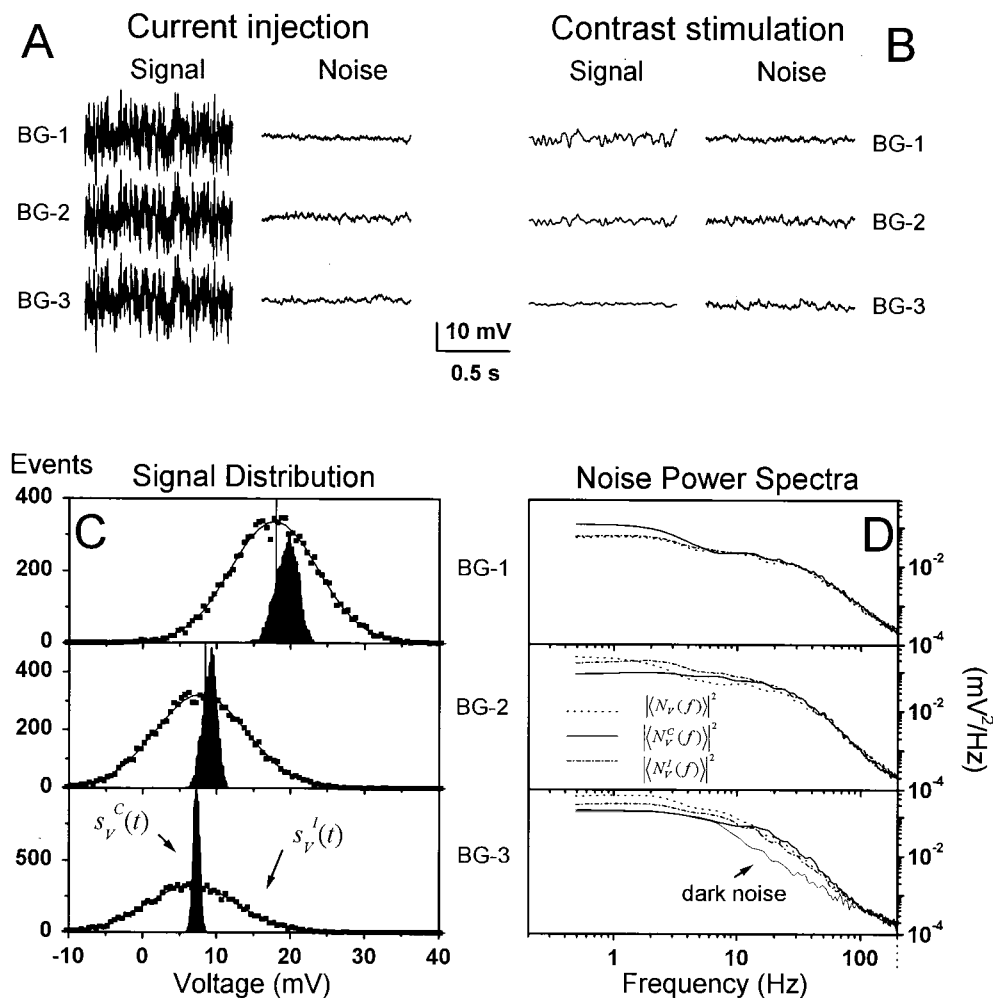 A
Current injection
Signal
Noise
BG-1
BG-2
BG-3
Contrast stimulation
B
Signal
Noise
BG-1
BG-2
BG-3
10 mV
0.5 s
Events
Signal Distribution
C
400
200
0
400
200
0
500
0
s_V^C(t)
s_V^I(t)
-10
0
10
20
30
40
Voltage (mV)
BG-1
BG-2
BG-3
Noise Power Spectra
D
|⟨N_V(f)⟩|²
|⟨N_V^C(f)⟩|²
|⟨N_V^I(f)⟩|²
dark noise
10⁻²
10⁻⁴
10⁻²
10⁻⁴
10⁻²
10⁻⁴
(mV²/Hz)
1
10
100
Frequency (Hz)